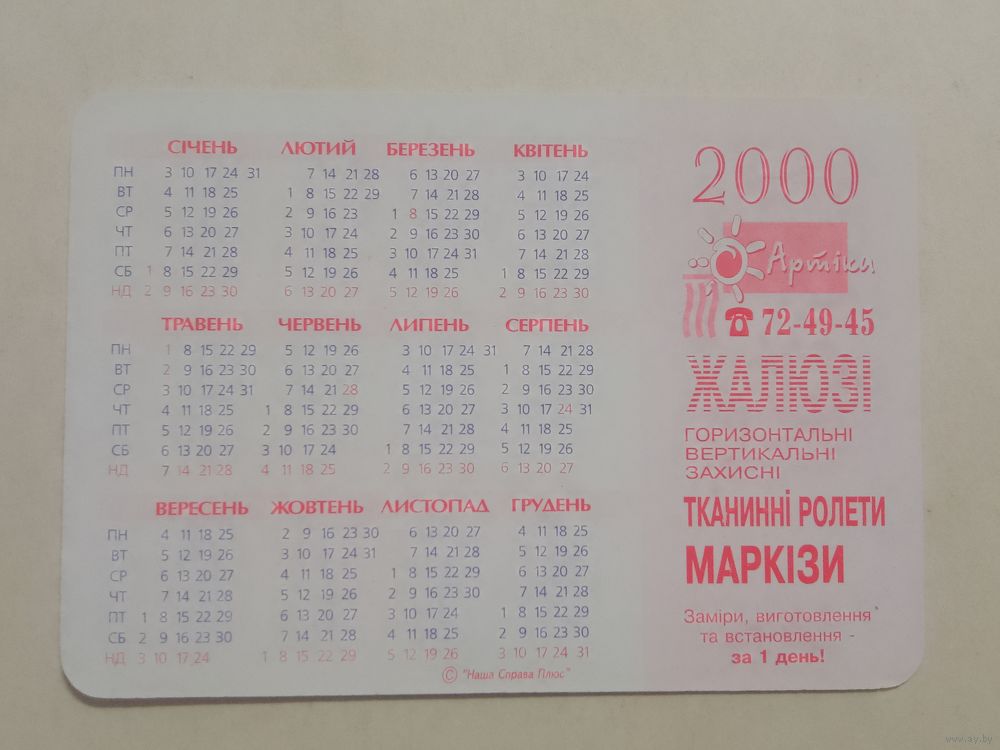 СІЧЕНЬ ЛЮТИЙ БЕРЕЗЕНЬ КВІТЕНЬ
ПН 3 10 17 24 31 7 14 21 28 6 13 20 27 3 10 17 24
ВТ 4 11 18 25 1 8 15 22 29 7 14 21 28 4 11 18 25
СР 5 12 19 26 2 9 16 23 1 8 15 22 29 5 12 19 26
ЧТ 6 13 20 27 3 10 17 24 2 9 16 23 30 6 13 20 27
ПТ 7 14 21 28 4 11 18 25 3 10 17 24 31 7 14 21 28
СБ 1 8 15 22 29 5 12 19 26 4 11 18 25 1 8 15 22 29
НД 2 9 16 23 30 6 13 20 27 5 12 19 26 2 9 16 23 30
ТРАВЕНЬ ЧЕРВЕНЬ ЛИПЕНЬ СЕРПЕНЬ
ПН 1 8 15 22 29 5 12 19 26 3 10 17 24 31 7 14 21 28
ВТ 2 9 16 23 30 6 13 20 27 4 11 18 25 1 8 15 22 29
СР 3 10 17 24 31 7 14 21 28 5 12 19 26 2 9 16 23 30
ЧТ 4 11 18 25 1 8 15 22 29 6 13 20 27 3 10 17 24 31
ПТ 5 12 19 26 2 9 16 23 30 7 14 21 28 4 11 18 25
СБ 6 13 20 27 3 10 17 24 1 8 15 22 29 5 12 19 26
НД 7 14 21 28 4 11 18 25 2 9 16 23 30 6 13 20 27
ВЕРЕСЕНЬ ЖОВТЕНЬ ЛИСТОПАД ГРУДЕНЬ
ПН 4 11 18 25 2 9 16 23 30 6 13 20 27 4 11 18 25
ВТ 5 12 19 26 3 10 17 24 31 7 14 21 28 5 12 19 26
СР 6 13 20 27 4 11 18 25 1 8 15 22 29 6 13 20 27
ЧТ 7 14 21 28 5 12 19 26 2 9 16 23 30 7 14 21 28
ПТ 1 8 15 22 29 6 13 20 27 3 10 17 24 1 8 15 22 29
СБ 2 9 16 23 30 7 14 21 28 4 11 18 25 2 9 16 23 30
НД 3 10 17 24 1 8 15 22 29 5 12 19 26 3 10 17 24 31
© "Наша Справа Плюс"
2000
Артіка
☎ 72-49-45
ЖАЛЮЗІ
ГОРИЗОНТАЛЬНІ
ВЕРТИКАЛЬНІ
ЗАХИСНІ
ТКАНИННІ РОЛЕТИ
МАРКІЗИ
Заміри, виготовлення
та встановлення -
за 1 день!
www.ay.by